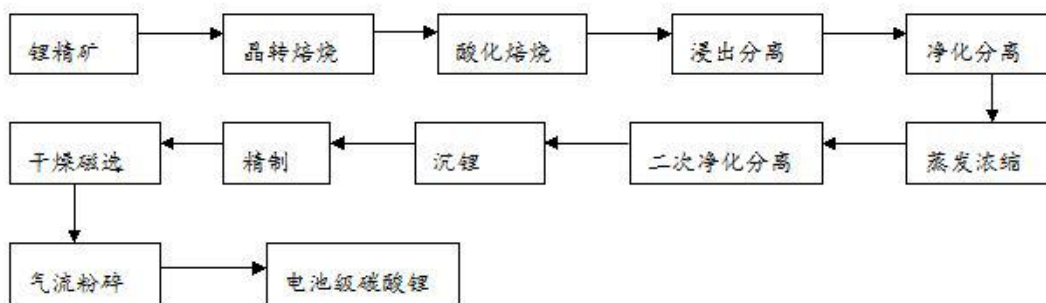 锂精矿 晶转焙烧 酸化焙烧 浸出分离 净化分离
干燥磁选 精制 沉锂 二次净化分离 蒸发浓缩
气流粉碎 电池级碳酸锂